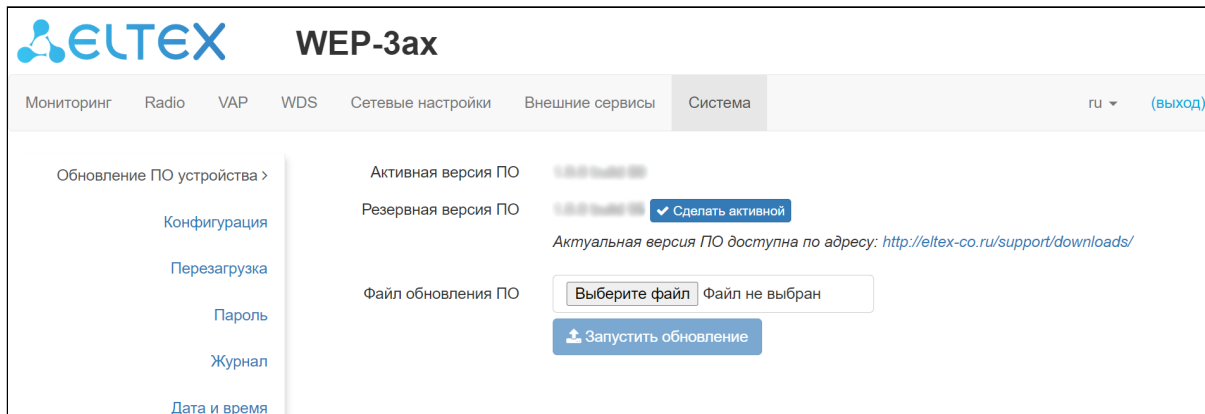 ELTEX WEP-3ax
Мониторинг Radio VAP WDS Сетевые настройки Внешние сервисы Система ru (выход)
Обновление ПО устройства >
Конфигурация
Перезагрузка
Пароль
Журнал
Дата и время
Активная версия ПО
Резервная версия ПО Сделать активной
Актуальная версия ПО доступна по адресу: http://eltex-co.ru/support/downloads/
Файл обновления ПО Выберите файл Файл не выбран
Запустить обновление